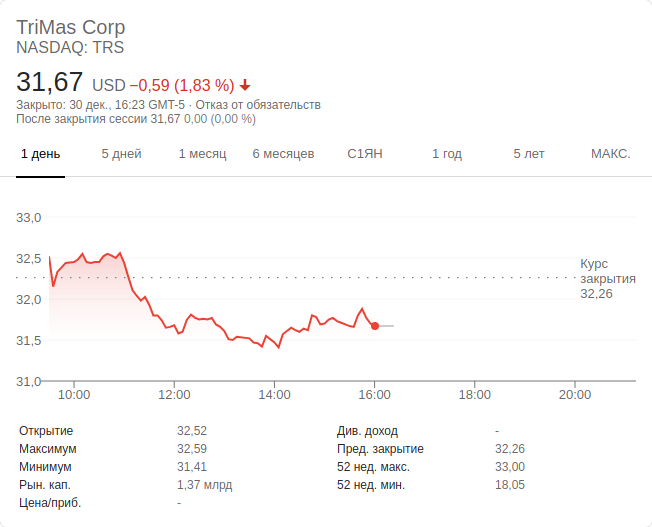 TriMas Corp
NASDAQ: TRS
31,67 USD −0,59 (1,83 %)
Закрыто: 30 дек., 16:23 GMT-5 · Отказ от обязательств
После закрытия сессии 31,67 0,00 (0,00 %)
1 день 5 дней 1 месяц 6 месяцев С1ЯН 1 год 5 лет МАКС.
33,0
32,5
32,0
31,5
31,0
Курс
закрытия
32,26
10:00 12:00 14:00 16:00 18:00 20:00
Открытие 32,52 Див. доход -
Максимум 32,59 Пред. закрытие 32,26
Минимум 31,41 52 нед. макс. 33,00
Рын. кап. 1,37 млрд 52 нед. мин. 18,05
Цена/приб. -